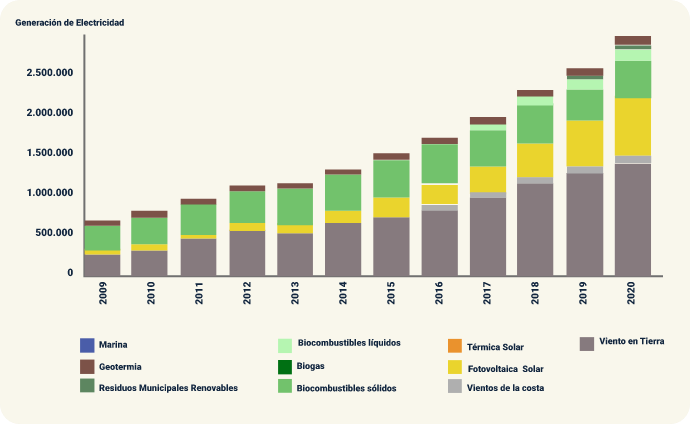 Generación de Electricidad
2.500.000
2.000.000
1.500.000
1.000.000
500.000
0
2009
2010
2011
2012
2013
2014
2015
2016
2017
2018
2019
2020
Marina
Biocombustibles líquidos
Térmica Solar
Viento en Tierra
Geotermia
Biogas
Fotovoltaica Solar
Residuos Municipales Renovables
Biocombustibles sólidos
Vientos de la costa